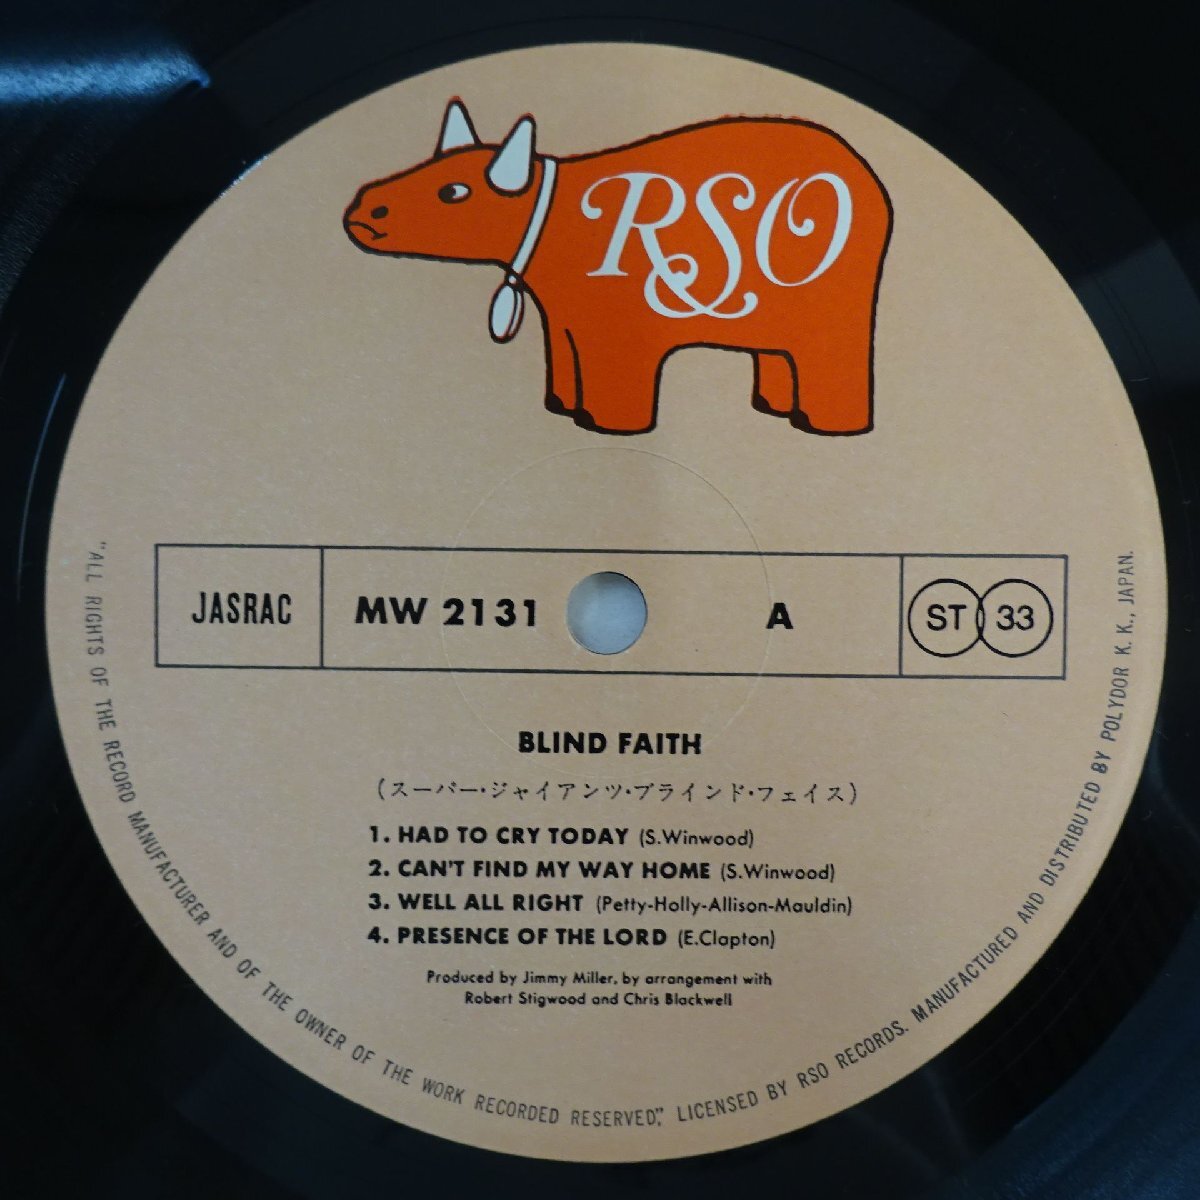 RSO
JASRAC
MW 2131
A
ST 33
BLIND FAITH
(スーパー・ジャイアンツ・ブラインド・フェイス)
1. HAD TO CRY TODAY (S.Winwood)
2. CAN'T FIND MY WAY HOME (S.Winwood)
3. WELL ALL RIGHT (Petty-Holly-Allison-Mauldin)
4. PRESENCE OF THE LORD (E.Clapton)
Produced by Jimmy Miller, by arrangement with
Robert Stigwood and Chris Blackwell
"ALL RIGHTS OF THE RECORD MANUFACTURER AND OF THE OWNER OF THE WORK RECORDED RESERVED," LICENSED BY RSO RECORDS. MANUFACTURED AND DISTRIBUTED BY POLYDOR K. K., JAPAN.